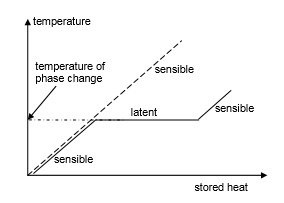 temperature
temperature of
phase change
sensible
latent
sensible
sensible
stored heat